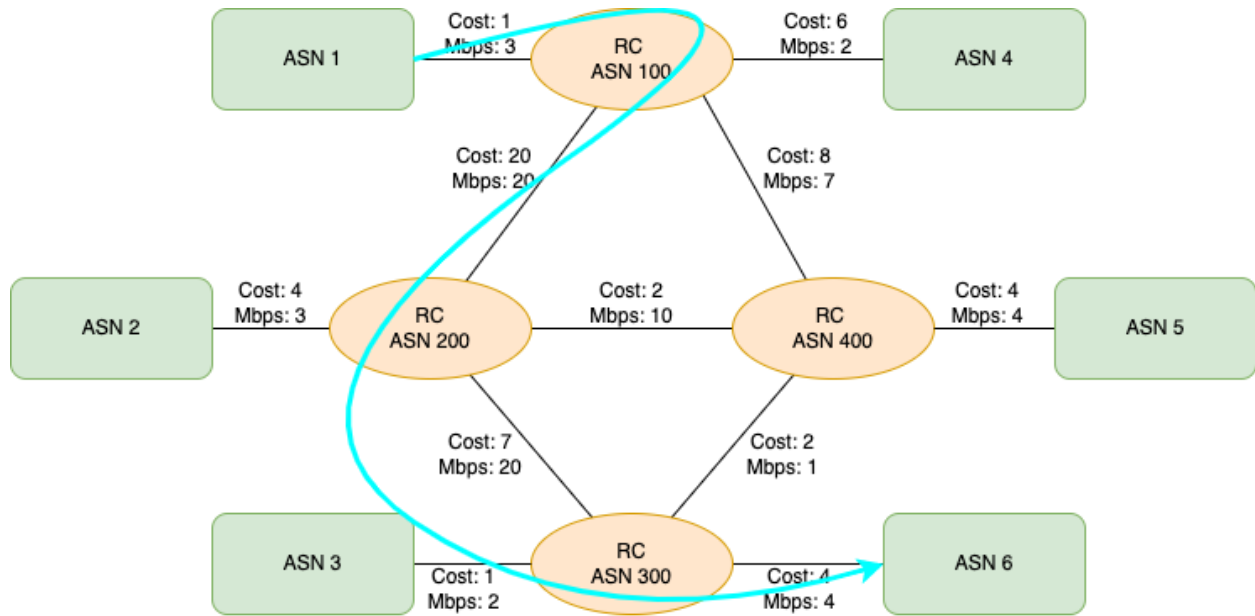 Cost: 1
Mbps: 3
Cost: 6
Mbps: 2
ASN 1
RC
ASN 100
ASN 4
Cost: 20
Mbps: 20
Cost: 8
Mbps: 7
ASN 2
Cost: 4
Mbps: 3
RC
ASN 200
Cost: 2
Mbps: 10
RC
ASN 400
Cost: 4
Mbps: 4
ASN 5
Cost: 7
Mbps: 20
Cost: 2
Mbps: 1
ASN 3
Cost: 1
Mbps: 2
RC
ASN 300
Cost: 4
Mbps: 4
ASN 6